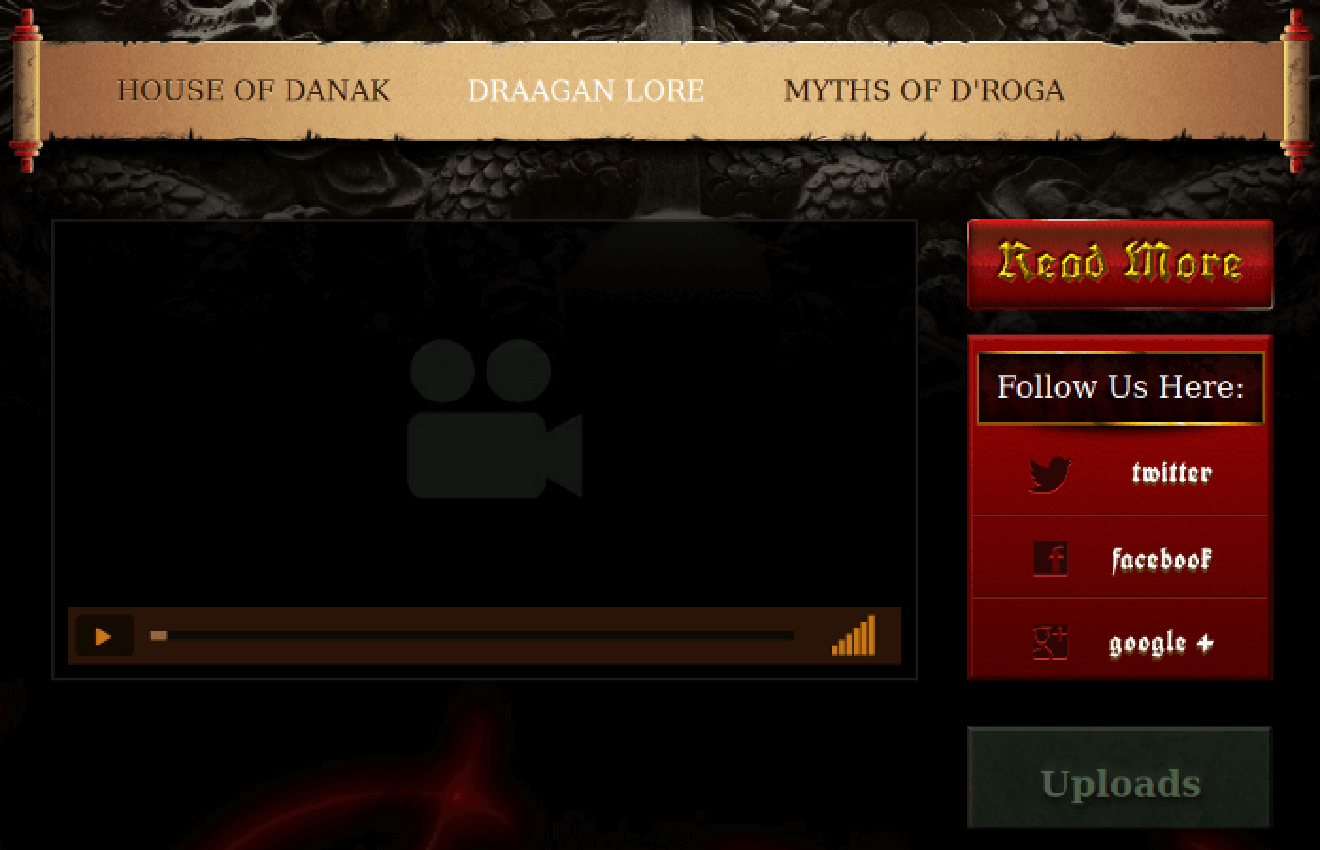 HOUSE OF DANAK
DRAAGAN LORE
MYTHS OF D'ROGA
Read More
Follow Us Here:
twitter
facebook
google +
Uploads